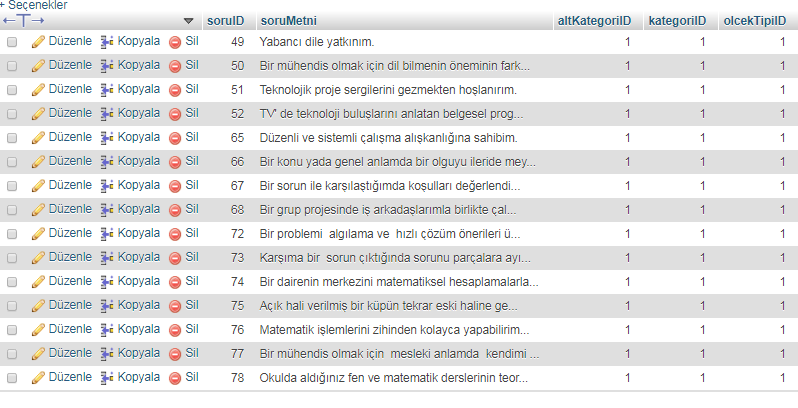 + Seçenekler
←T→ soruID soruMetni altKategoriID kategoriID olcekTipiID
Düzenle Kopyala Sil 49 Yabancı dile yatkınım. 1 1 1
Düzenle Kopyala Sil 50 Bir mühendis olmak için dil bilmenin öneminin fark... 1 1 1
Düzenle Kopyala Sil 51 Teknolojik proje sergilerini gezmekten hoşlanırım. 1 1 1
Düzenle Kopyala Sil 52 TV' de teknoloji buluşlarını anlatan belgesel prog... 1 1 1
Düzenle Kopyala Sil 65 Düzenli ve sistemli çalışma alışkanlığına sahibim. 1 1 1
Düzenle Kopyala Sil 66 Bir konu yada genel anlamda bir olguyu ileride mey... 1 1 1
Düzenle Kopyala Sil 67 Bir sorun ile karşılaştığımda koşulları değerlendi... 1 1 1
Düzenle Kopyala Sil 68 Bir grup projesinde iş arkadaşlarımla birlikte çal... 1 1 1
Düzenle Kopyala Sil 72 Bir problemi  algılama ve  hızlı çözüm önerileri ü... 1 1 1
Düzenle Kopyala Sil 73 Karşıma bir  sorun çıktığında sorunu parçalara ayı... 1 1 1
Düzenle Kopyala Sil 74 Bir dairenin merkezini matematiksel hesaplamalarla... 1 1 1
Düzenle Kopyala Sil 75 Açık hali verilmiş bir küpün tekrar eski haline ge... 1 1 1
Düzenle Kopyala Sil 76 Matematik işlemlerini zihinden kolayca yapabilirim... 1 1 1
Düzenle Kopyala Sil 77 Bir mühendis olmak için  mesleki anlamda  kendimi ... 1 1 1
Düzenle Kopyala Sil 78 Okulda aldığınız fen ve matematik derslerinin teor... 1 1 1